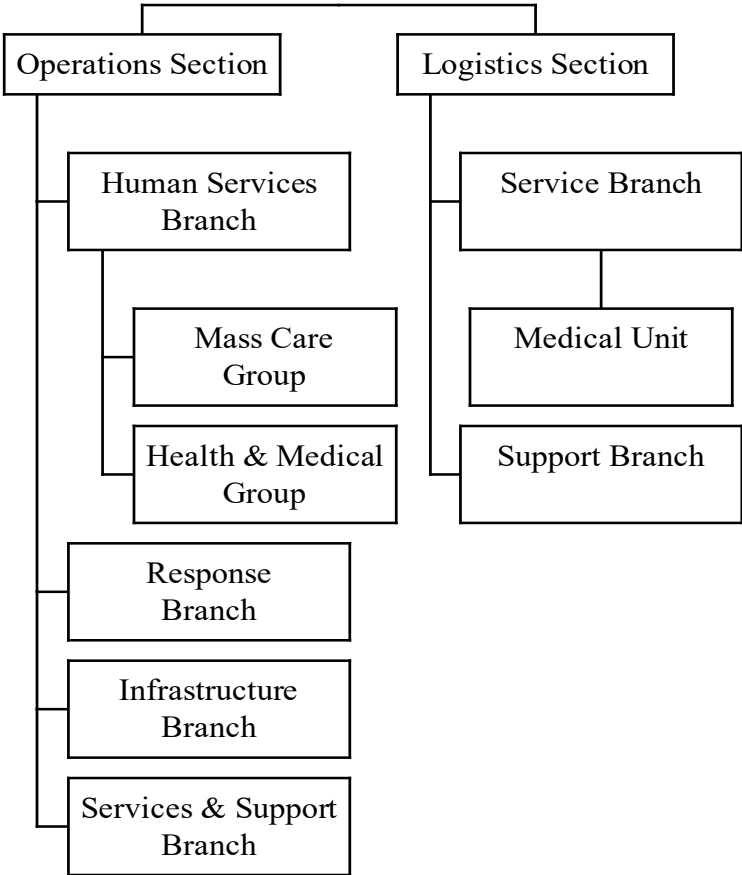 Operations Section
Logistics Section
Human Services
Branch
Service Branch
Mass Care
Group
Medical Unit
Health & Medical
Group
Support Branch
Response
Branch
Infrastructure
Branch
Services & Support
Branch